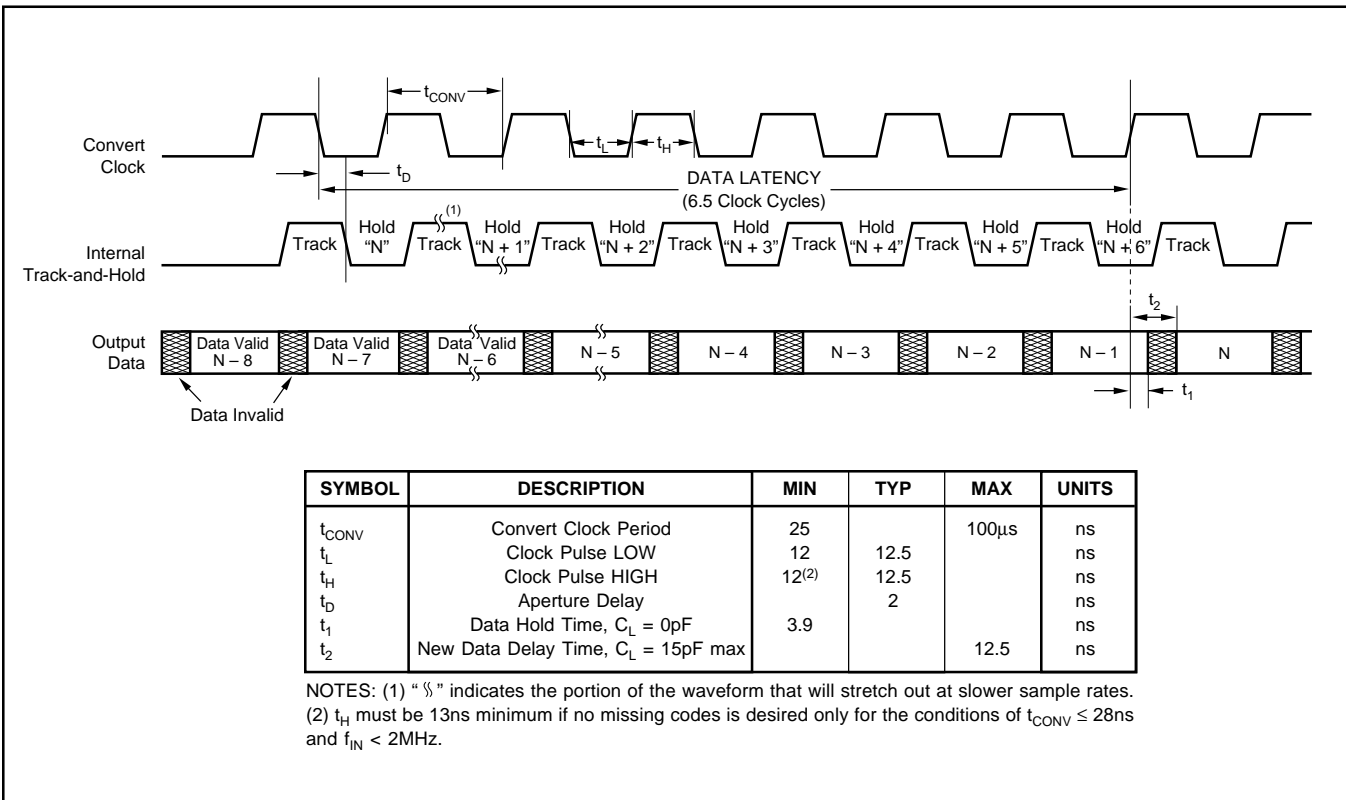 t_CONV
Convert
Clock
t_L
t_H
t_D
DATA LATENCY
(6.5 Clock Cycles)
(1)
Internal
Track-and-Hold
Track
Hold
“N”
Track
Hold
“N + 1”
Track
Hold
“N + 2”
Track
Hold
“N + 3”
Track
Hold
“N + 4”
Track
Hold
“N + 5”
Track
Hold
“N + 6”
Track
t_2
Output
Data
Data Valid
N – 8
Data Valid
N – 7
Data Valid
N – 6
N – 5
N – 4
N – 3
N – 2
N – 1
N
t_1
Data Invalid
SYMBOL DESCRIPTION MIN TYP MAX UNITS
t_CONV Convert Clock Period 25 100µs ns
t_L Clock Pulse LOW 12 12.5 ns
t_H Clock Pulse HIGH 12(2) 12.5 ns
t_D Aperture Delay 2 ns
t_1 Data Hold Time, C_L = 0pF 3.9 ns
t_2 New Data Delay Time, C_L = 15pF max 12.5 ns
NOTES: (1) “ ” indicates the portion of the waveform that will stretch out at slower sample rates.
(2) t_H must be 13ns minimum if no missing codes is desired only for the conditions of t_CONV ≤ 28ns
and f_IN < 2MHz.